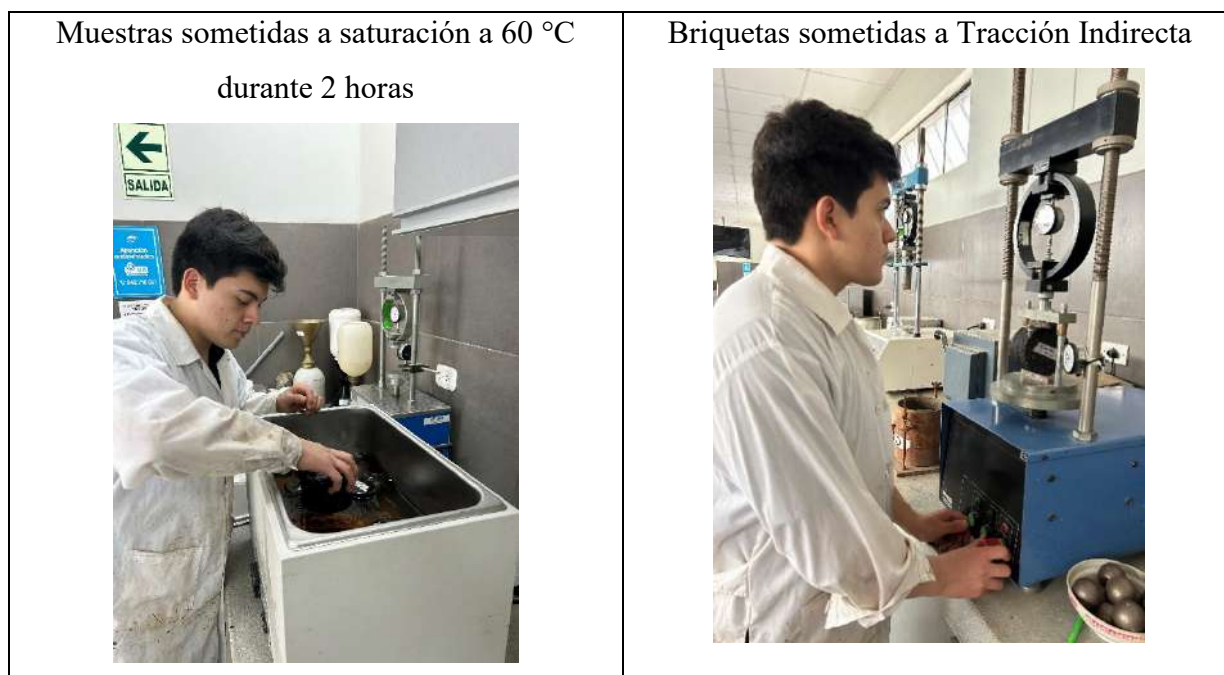 Muestras sometidas a saturación a 60 °C
durante 2 horas
Briquetas sometidas a Tracción Indirecta
SALIDA